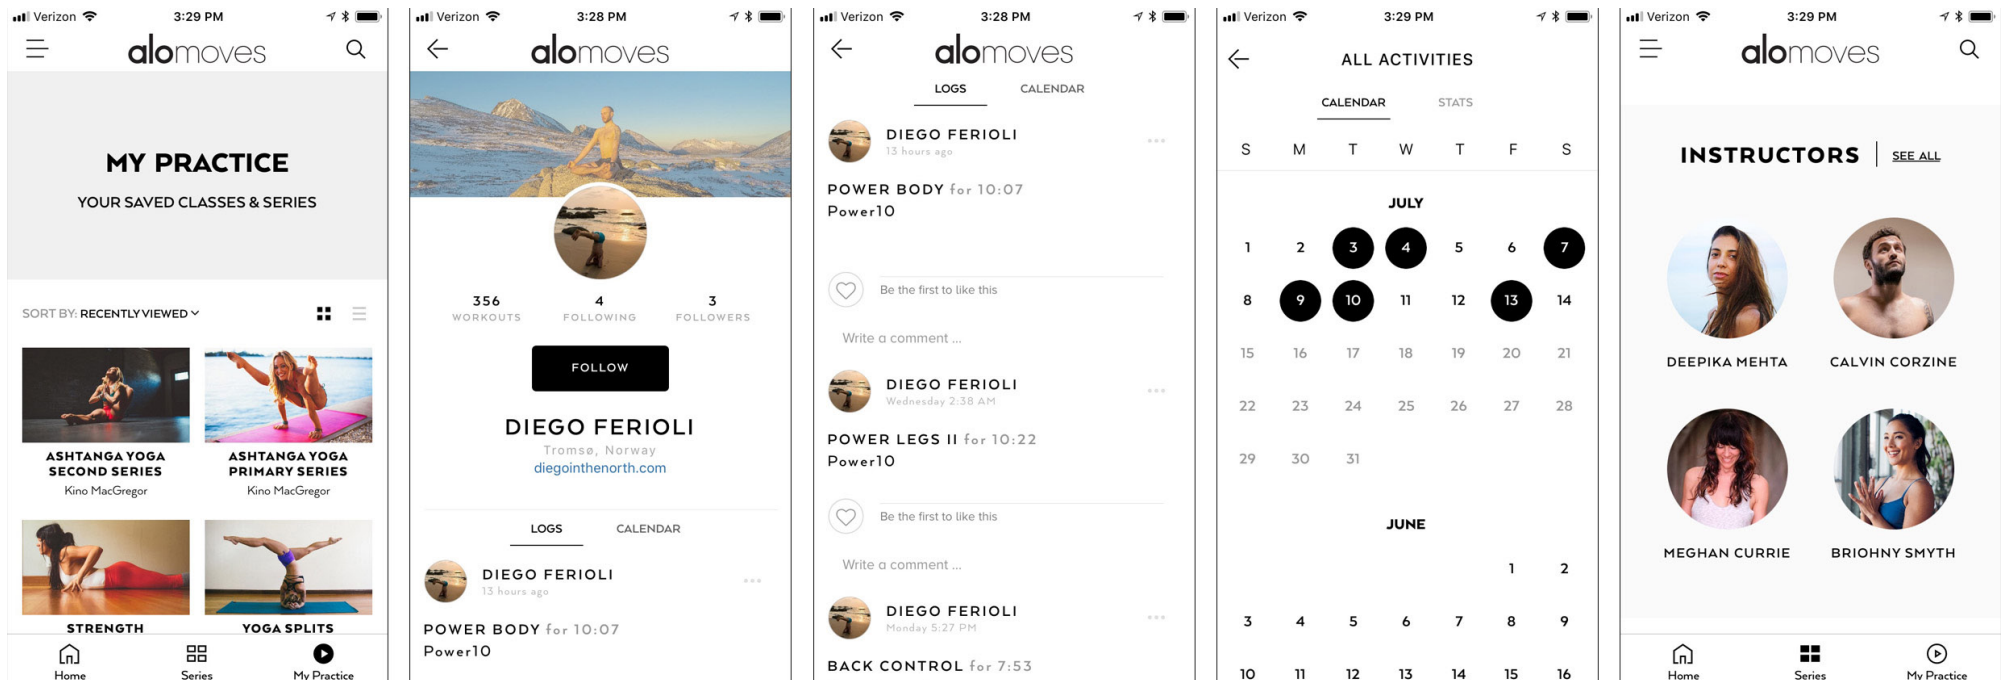 Verizon 3:29 PM
alomoves
MY PRACTICE
YOUR SAVED CLASSES & SERIES
SORT BY: RECENTLY VIEWED
ASHTANGA YOGA SECOND SERIES
Kino MacGregor
ASHTANGA YOGA PRIMARY SERIES
Kino MacGregor
STRENGTH
YOGA SPLITS
Home Series My Practice
Verizon 3:28 PM
alomoves
356 4 3
WORKOUTS FOLLOWING FOLLOWERS
FOLLOW
DIEGO FERIOLI
Tromsø, Norway
diegointhenorth.com
LOGS CALENDAR
DIEGO FERIOLI
13 hours ago
POWER BODY for 10:07
Power10
Verizon 3:28 PM
alomoves
LOGS CALENDAR
DIEGO FERIOLI
13 hours ago
POWER BODY for 10:07
Power10
Be the first to like this
Write a comment ...
DIEGO FERIOLI
Wednesday 2:38 AM
POWER LEGS II for 10:22
Power10
Be the first to like this
Write a comment ...
DIEGO FERIOLI
Monday 5:27 PM
BACK CONTROL for 7:53
Verizon 3:29 PM
ALL ACTIVITIES
CALENDAR STATS
S M T W T F S
JULY
1 2 3 4 5 6 7
8 9 10 11 12 13 14
15 16 17 18 19 20 21
22 23 24 25 26 27 28
29 30 31
JUNE
1 2
3 4 5 6 7 8 9
10 11 12 13 14 15 16
Verizon 3:29 PM
alomoves
INSTRUCTORS SEE ALL
DEEPIKA MEHTA CALVIN CORZINE
MEGHAN CURRIE BRIOHNY SMYTH
Home Series My Practice